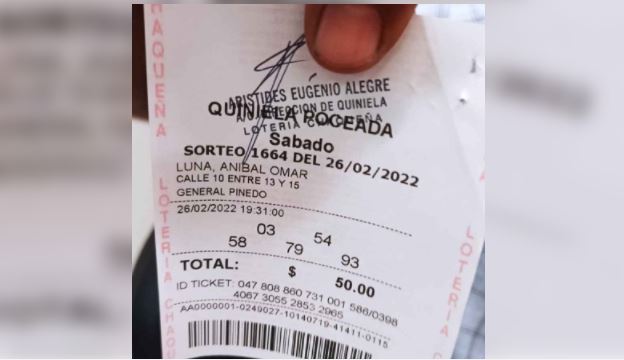 ARISTIDES EUGENIO ALEGRE
A/C DIRECCION DE QUINIELA
LOTERIA CHAQUEÑA
QUINIELA POCEADA
Sabado
SORTEO 1664 DEL 26/02/2022
LUNA, ANIBAL OMAR
CALLE 10 ENTRE 13 Y 15
GENERAL PINEDO
26/02/2022 19:31:00
03 54
58 79 93
TOTAL: $ 50.00
ID TICKET: 047 808 860 731 001 586/0398
4067 3055 2853 2965
AA0000001-0249027-10140719-41411-0115
HAQUEÑA
LOTERIA CHAQU
LOTERIA